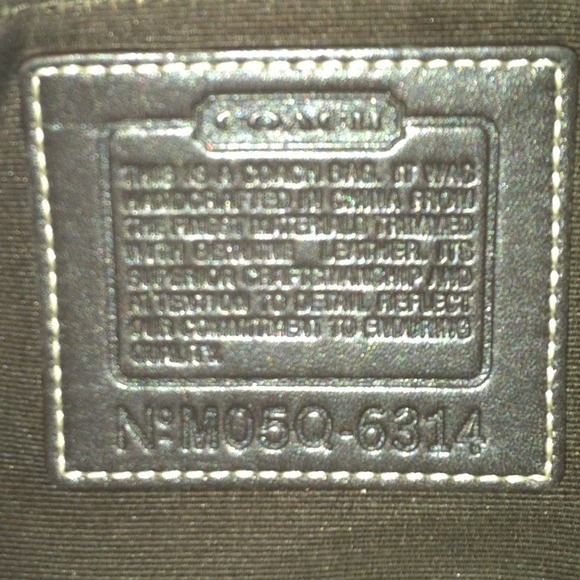 COACH
THIS IS A COACH BAG. IT WAS
HANDCRAFTED IN CHINA FROM
THE FINEST MATERIALS TRIMMED
WITH GENUINE LEATHER. ITS
SUPERIOR CRAFTSMANSHIP AND
ATTENTION TO DETAIL REFLECT
OUR COMMITMENT TO ENDURING
QUALITY.
Nº M05Q-6314